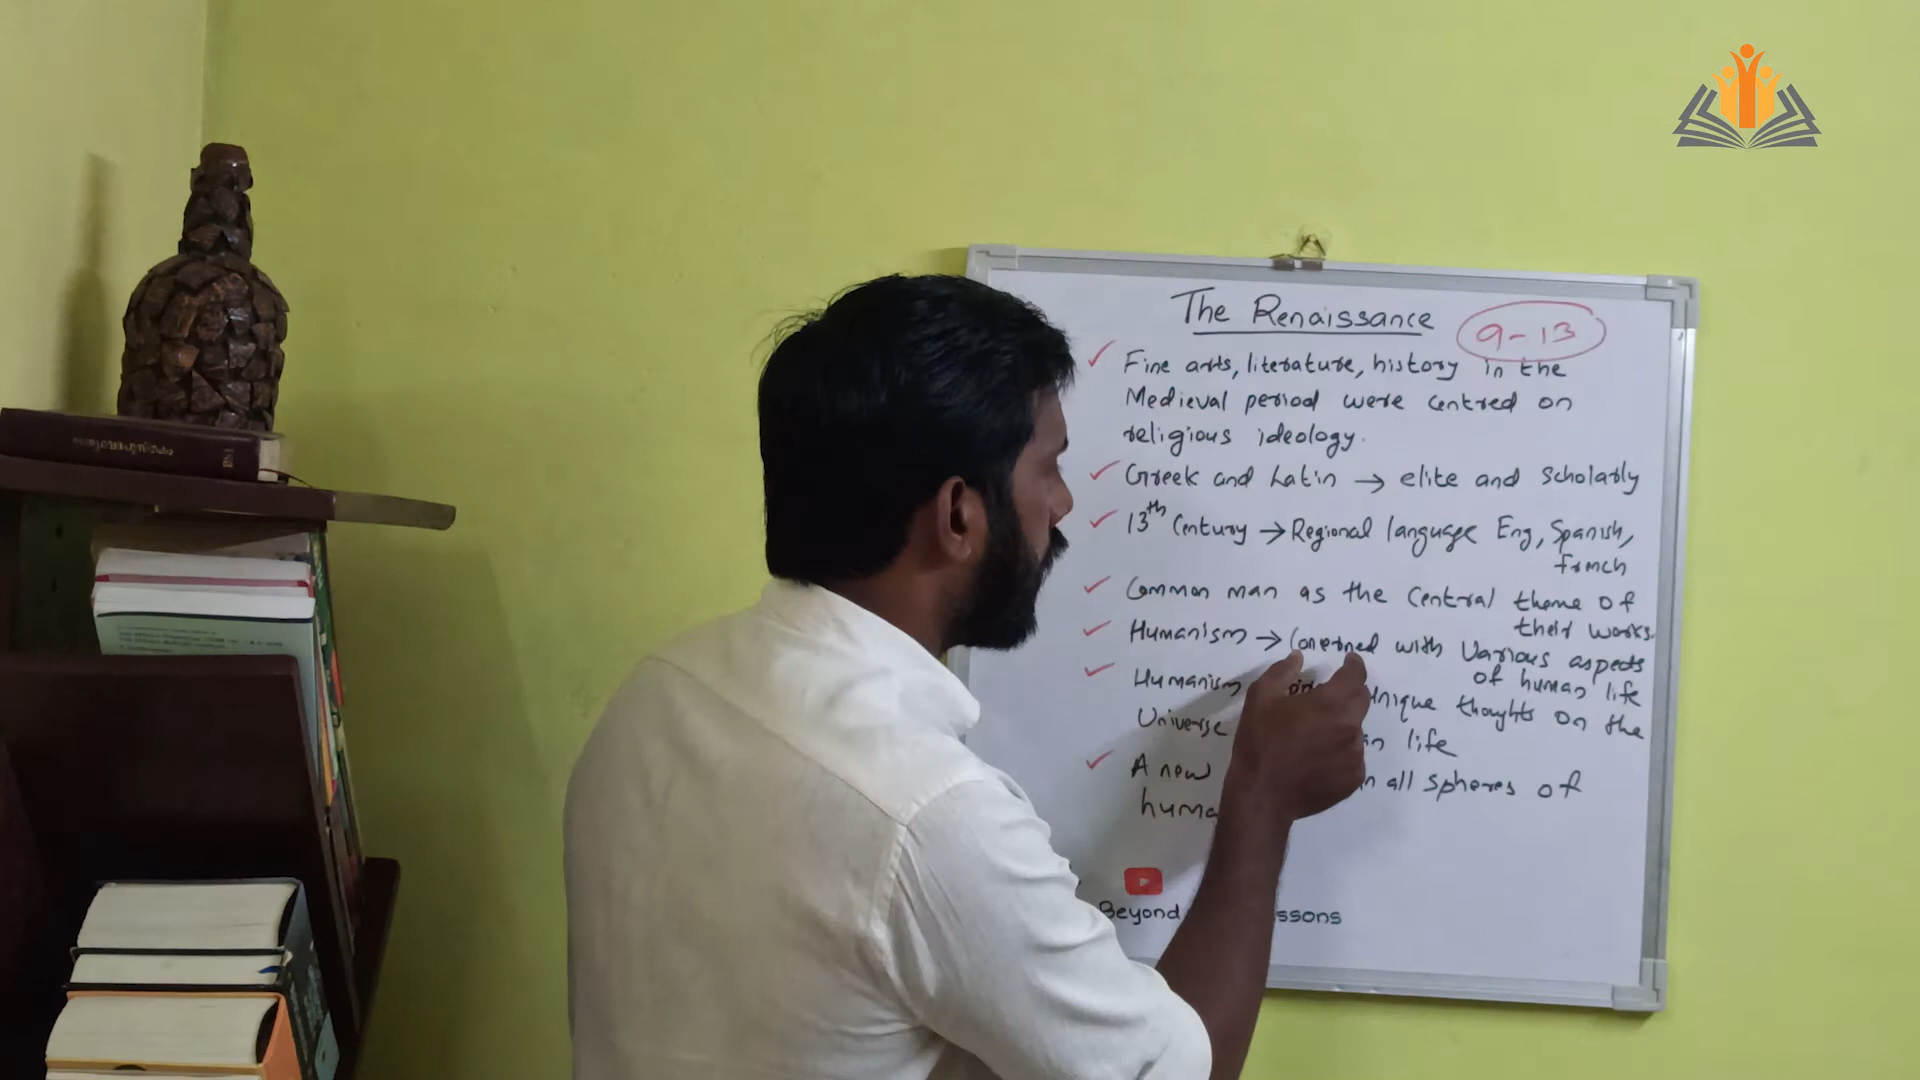 The Renaissance
9-13
Fine arts, literature, history in the
Medieval period were centred on
religious ideology.
Greek and Latin → elite and scholarly
13th Century → Regional language Eng, Spanish,
french
Common man as the central theme of
their works.
Humanism → Concerned with various aspects
of human life
Humanism unique thoughts on the
Universe life
A new all spheres of
Beyond